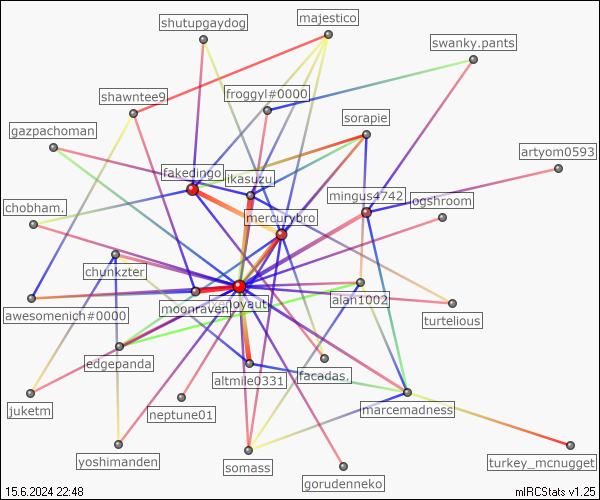 shutupgaydog
majestico
swanky.pants
shawntee9
froggyl#0000
gazpachoman
sorapie
artyom0593
fakedingo
ikasuzu
mingus4742
ogshroom
chobham.
mercurybro
chunkzter
moonraven
oyaut
alan1002
awesomenich#0000
turtelious
edgepanda
altmile0331
facadas.
juketm
neptune01
marcemadness
yoshimanden
somass
turkey_mcnugget
gorudenneko
15.6.2024 22:48
mIRCStats v1.25